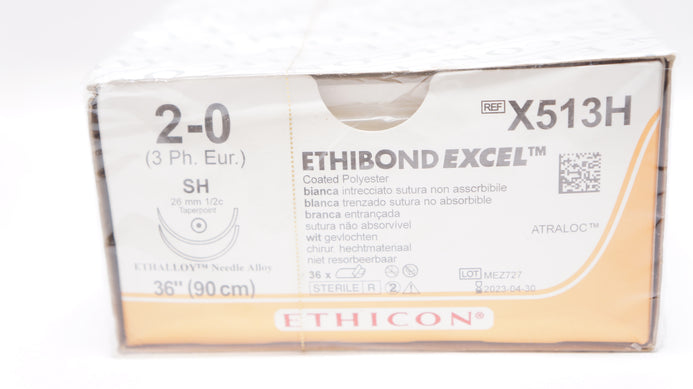 2-0
(3 Ph. Eur.)
SH
26 mm 1/2c
Taperpoint
ETHALLOY™ Needle Alloy
36" (90 cm)
REF X513H
ETHIBOND EXCEL™
Coated Polyester
bianca intrecciato sutura non assorbibile
blanca trenzado sutura no absorbible
branca entrançada
sutura não absorvível
wit gevlochten
chirur. hechtmateriaal
niet resorbeerbaar
ATRALOC™
36 x
LOT MEZ727
STERILE R 2
2023-04-30
ETHICON®